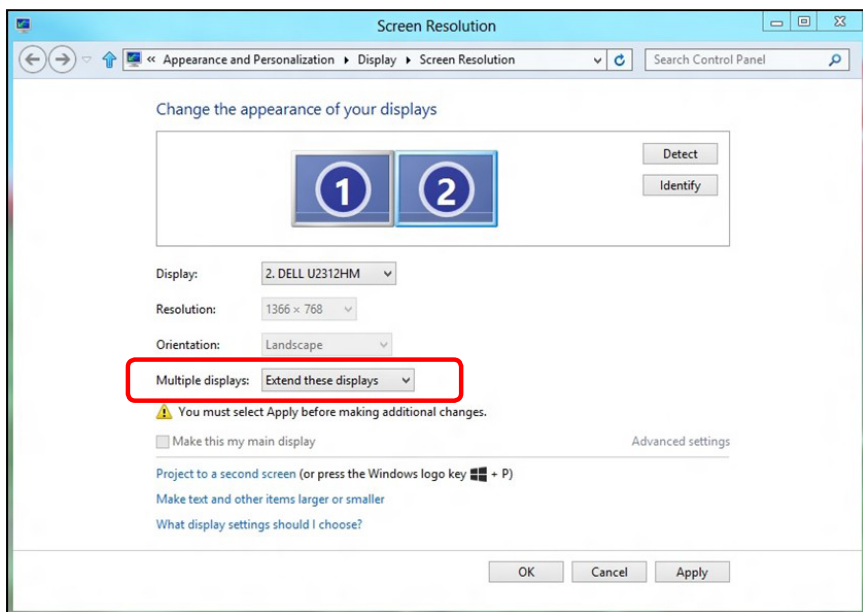 Screen Resolution
« Appearance and Personalization Display Screen Resolution Search Control Panel
Change the appearance of your displays
1 2
Detect
Identify
Display: 2. DELL U2312HM
Resolution: 1366 × 768
Orientation: Landscape
Multiple displays: Extend these displays
You must select Apply before making additional changes.
Make this my main display Advanced settings
Project to a second screen (or press the Windows logo key + P)
Make text and other items larger or smaller
What display settings should I choose?
OK Cancel Apply